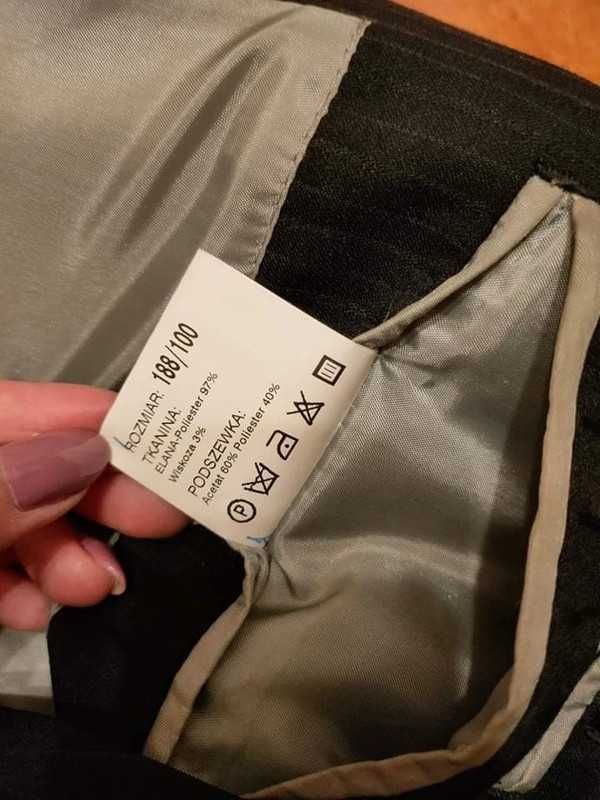 ROZMIAR: 188/100
TKANINA:
ELANA-Poliester 97%
Wiskoza 3%
PODSZEWKA:
Acetat 60% Poliester 40%
P